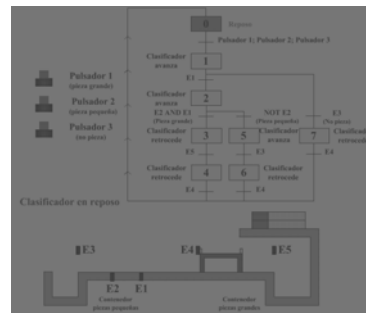 0 Reposo
Pulsador 1; Pulsador 2; Pulsador 3
Clasificador avanza
1
E1
Clasificador avanza
2
Pulsador 1
(pieza grande)
Pulsador 2
(pieza pequeña)
Pulsador 3
(no pieza)
E2 AND E1
(Pieza grande)
NOT E2
(Pieza pequeña)
E3
(No pieza)
Clasificador retrocede
3
5
Clasificador avanza
7
Clasificador retrocede
E5
E3
E4
Clasificador retrocede
4
6
Clasificador retrocede
E4
E4
Clasificador en reposo
E3
E4
E5
E2
E1
Contenedor piezas pequeñas
Contenedor piezas grandes